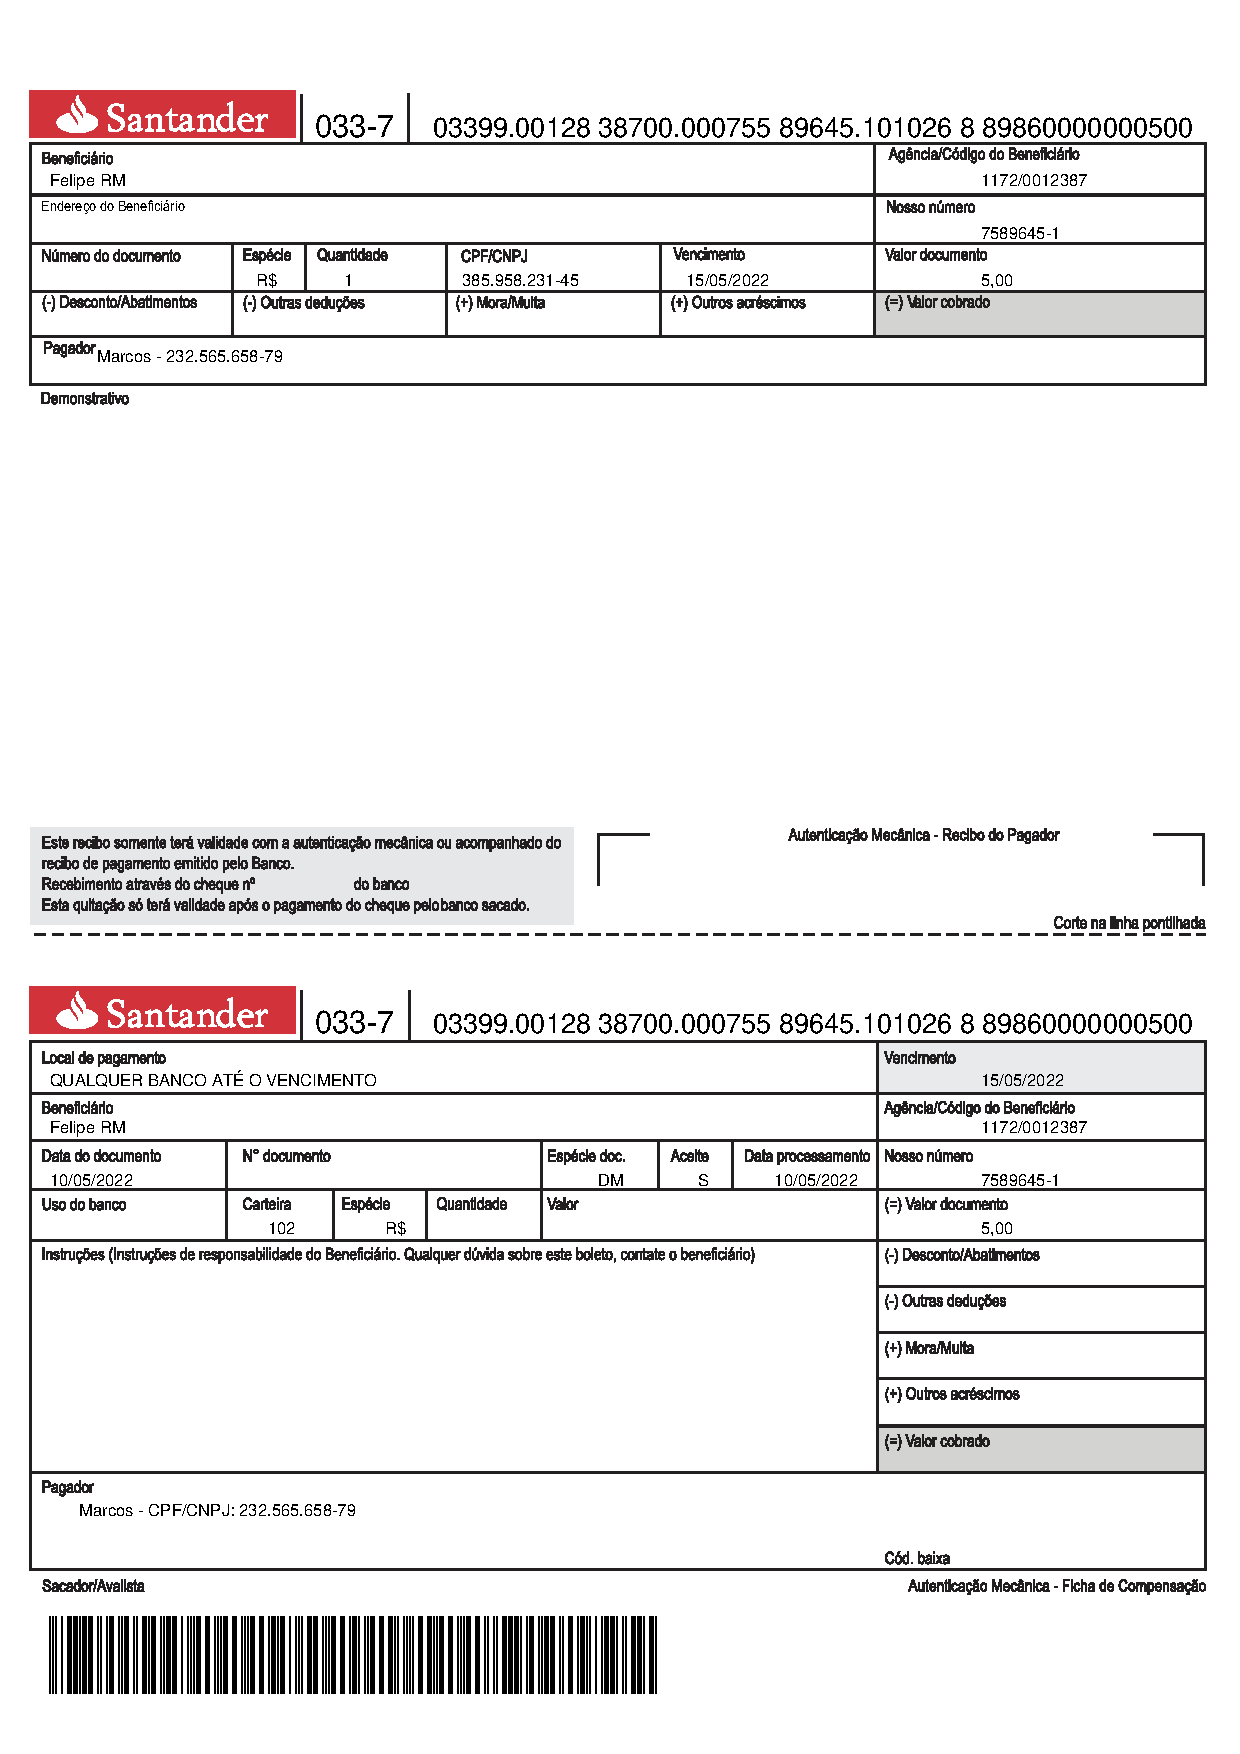 Santander 033-7 03399.00128 38700.000755 89645.101026 8 89860000000500
Beneficiário Agência/Código do Beneficiário
Felipe RM 1172/0012387
Endereço do Beneficiário Nosso número
7589645-1
Número do documento Espécie Quantidade CPF/CNPJ Vencimento Valor documento
R$ 1 385.958.231-45 15/05/2022 5,00
(-) Desconto/Abatimentos (-) Outras deduções (+) Mora/Multa (+) Outros acréscimos (=) Valor cobrado
Pagador Marcos - 232.565.658-79
Demonstrativo
Autenticação Mecânica - Recibo do Pagador
Este recibo somente terá validade com a autenticação mecânica ou acompanhado do
recibo de pagamento emitido pelo Banco.
Recebimento através do cheque nº do banco
Esta quitação só terá validade após o pagamento do cheque pelobanco sacado.
Corte na linha pontilhada
Santander 033-7 03399.00128 38700.000755 89645.101026 8 89860000000500
Local de pagamento Vencimento
QUALQUER BANCO ATÉ O VENCIMENTO 15/05/2022
Beneficiário Agência/Código do Beneficiário
Felipe RM 1172/0012387
Data do documento N° documento Espécie doc. Aceite Data processamento Nosso número
10/05/2022 DM S 10/05/2022 7589645-1
Uso do banco Carteira Espécie Quantidade Valor (=) Valor documento
102 R$ 5,00
Instruções (Instruções de responsabilidade do Beneficiário. Qualquer dúvida sobre este boleto, contate o beneficiário) (-) Desconto/Abatimentos
(-) Outras deduções
(+) Mora/Multa
(+) Outros acréscimos
(=) Valor cobrado
Pagador
Marcos - CPF/CNPJ: 232.565.658-79
Cód. baixa
Sacador/Avalista Autenticação Mecânica - Ficha de Compensação